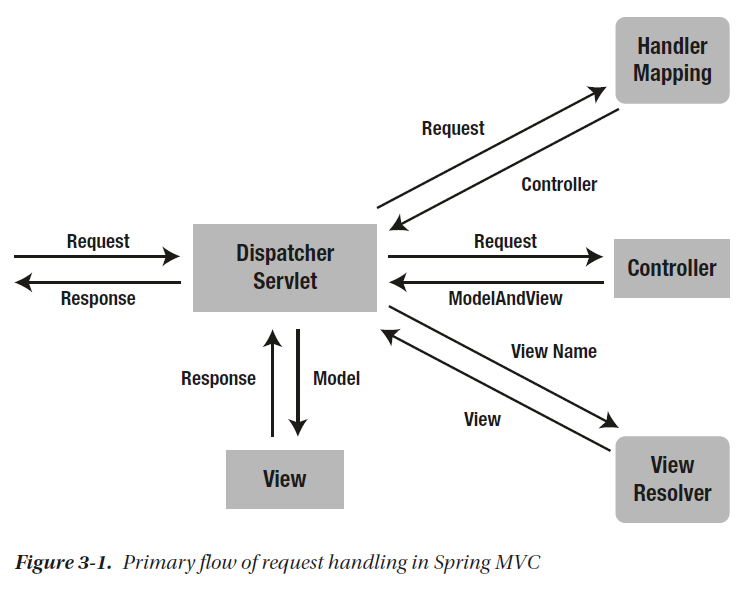 Handler
Mapping
Request
Controller
Request
Response
Dispatcher
Servlet
Request
ModelAndView
Controller
View Name
View
Response
Model
View
View
Resolver
Figure 3-1. Primary flow of request handling in Spring MVC